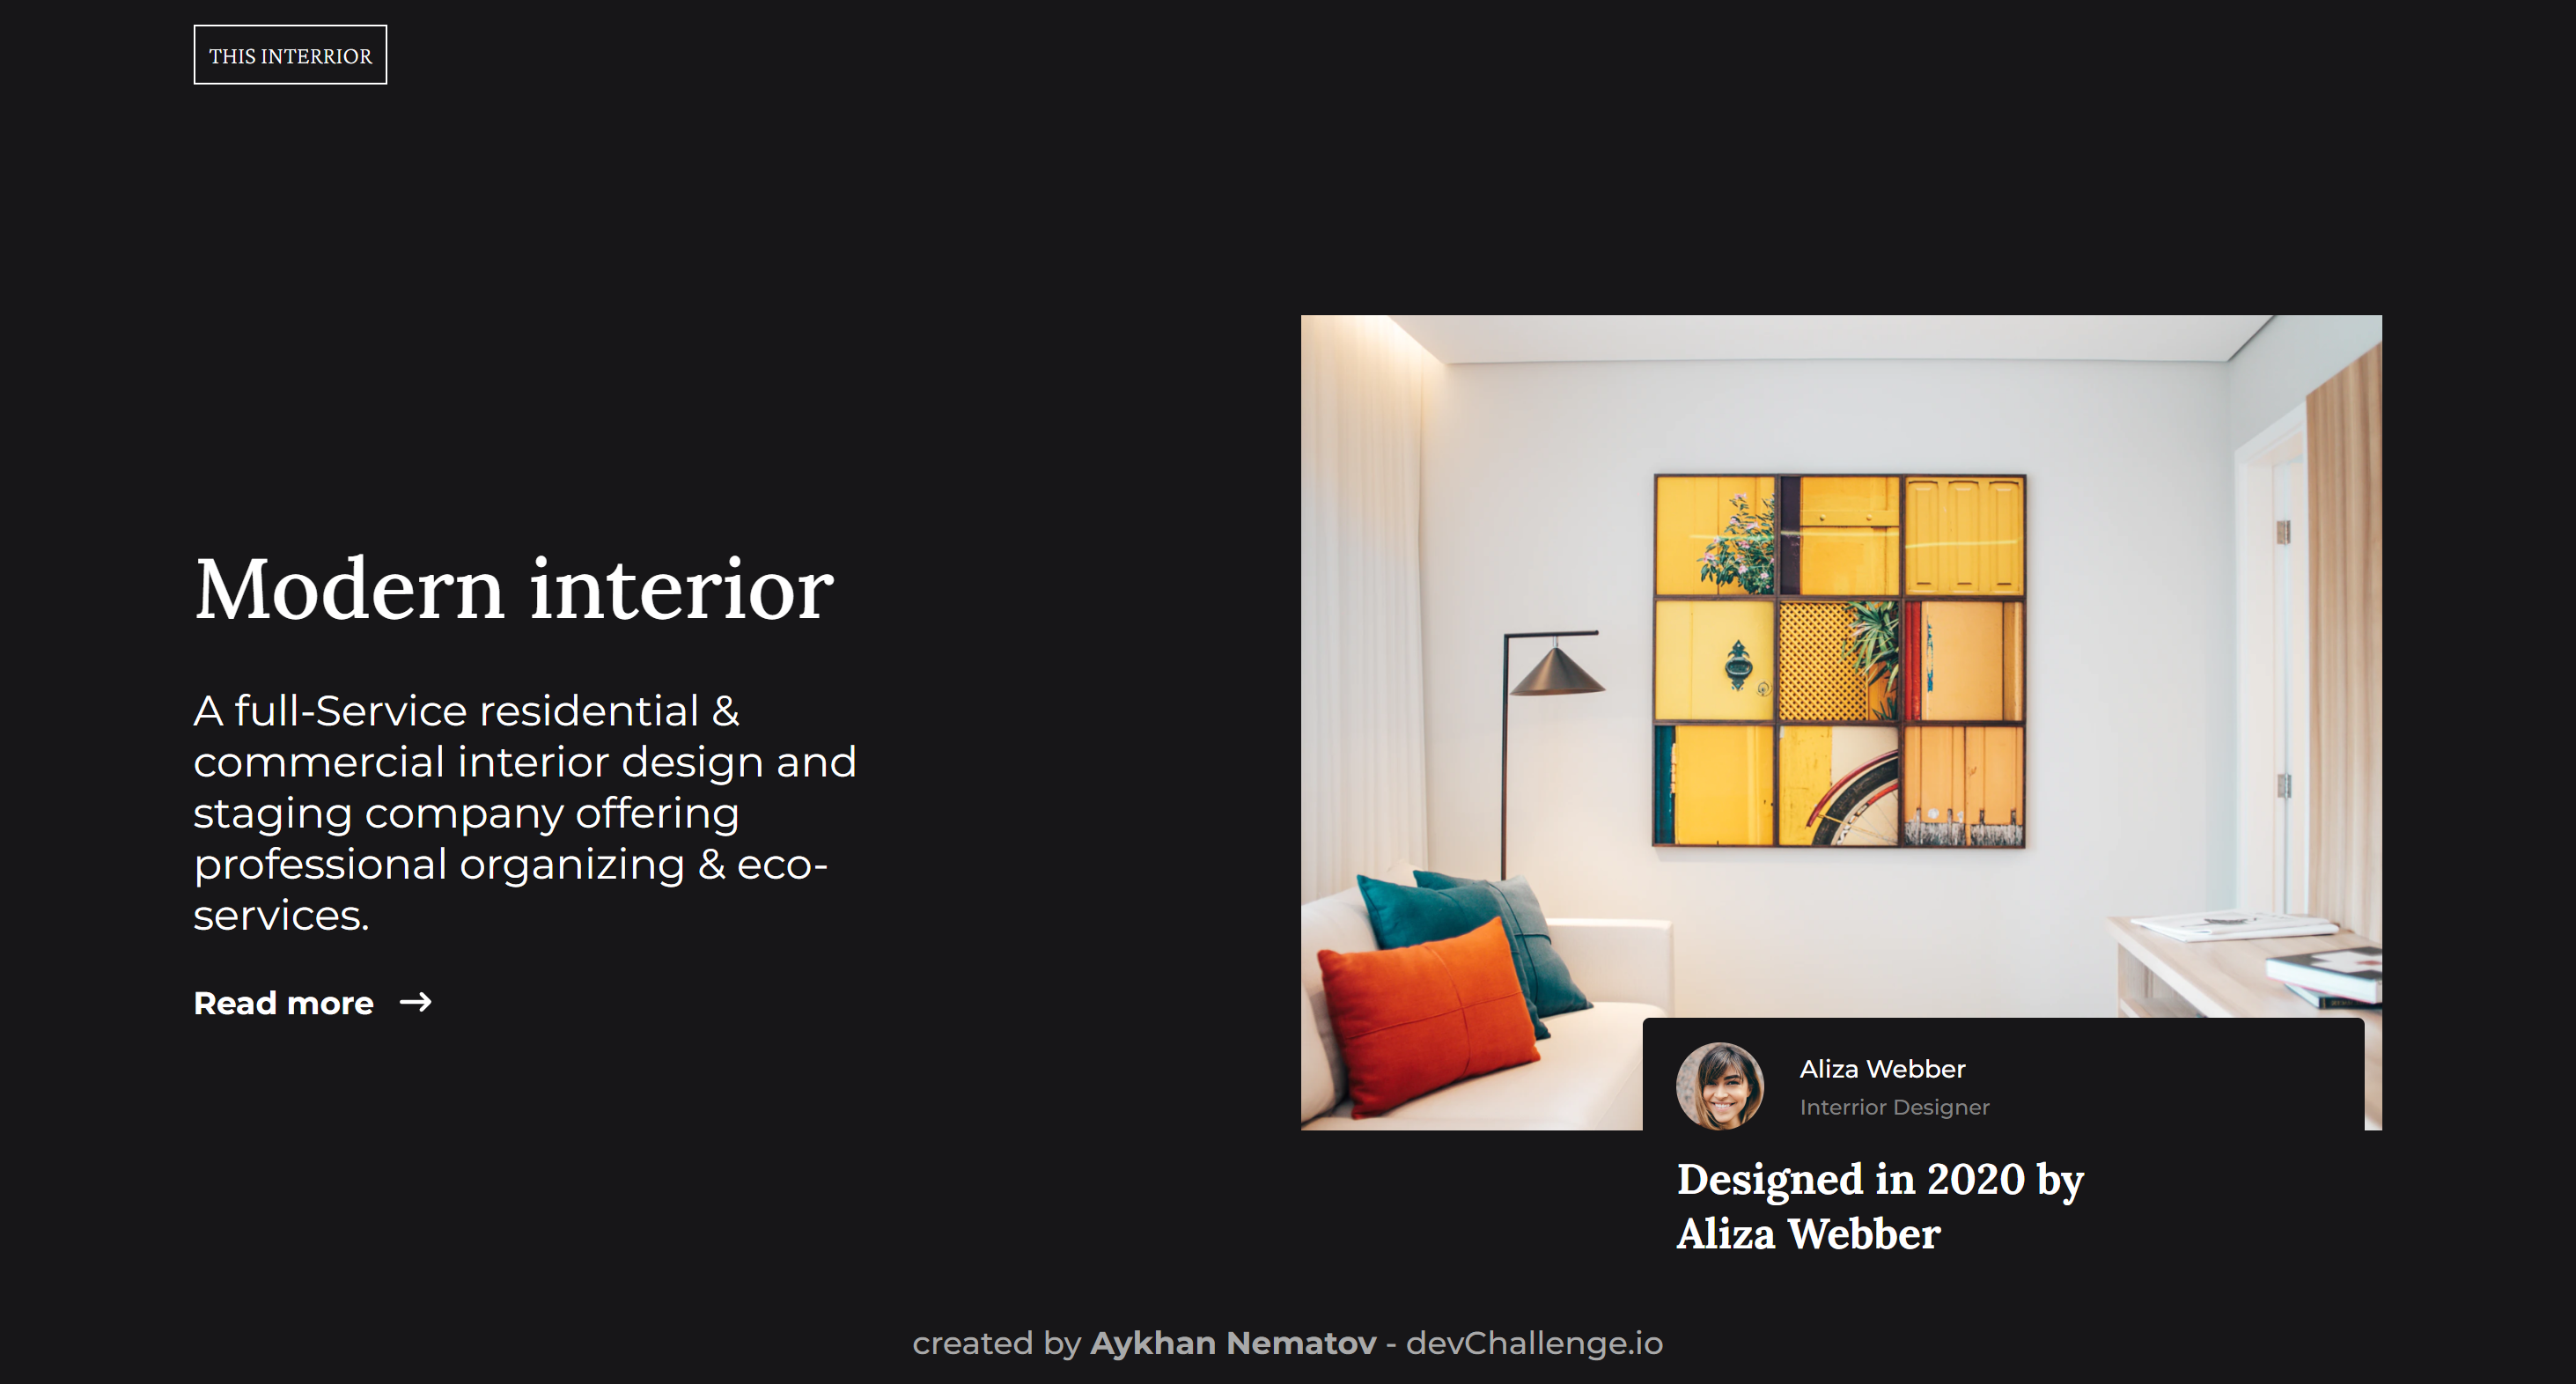 THIS INTERRIOR
Modern interior
A full-Service residential &
commercial interior design and
staging company offering
professional organizing & eco-
services.
Read more
Aliza Webber
Interrior Designer
Designed in 2020 by
Aliza Webber
created by Aykhan Nematov - devChallenge.io